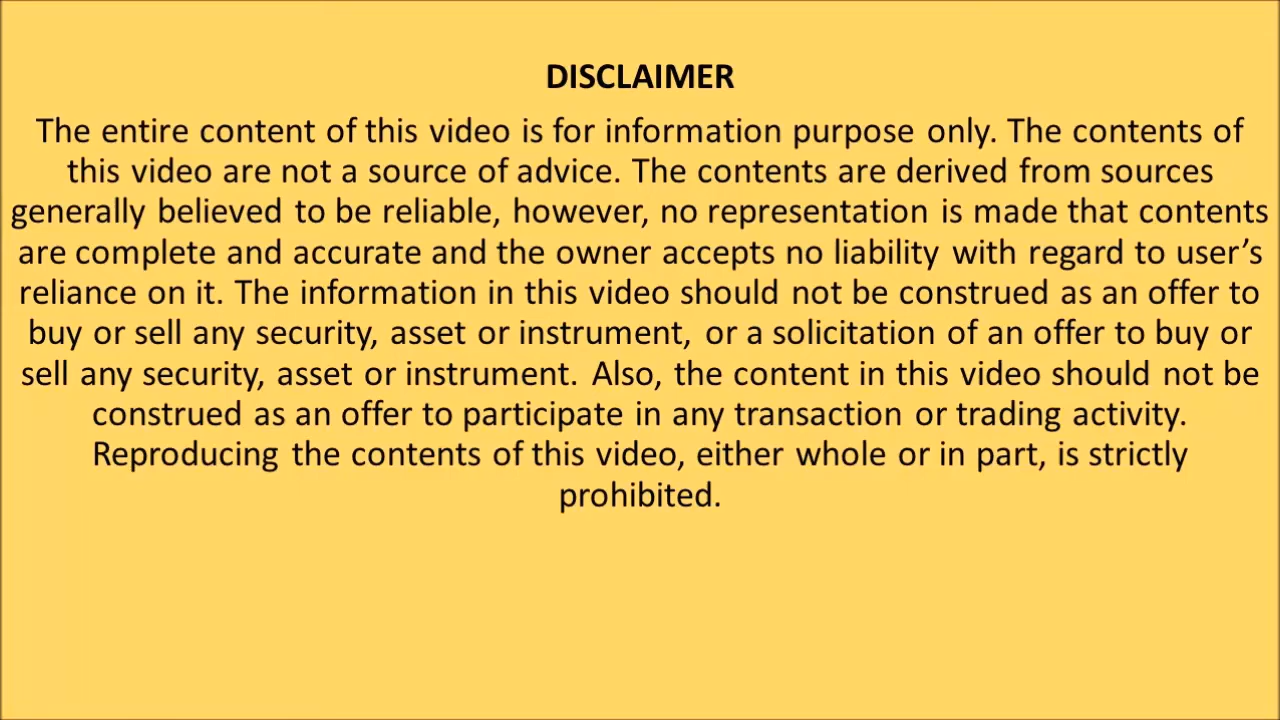 DISCLAIMER
The entire content of this video is for information purpose only. The contents of
this video are not a source of advice. The contents are derived from sources
generally believed to be reliable, however, no representation is made that contents
are complete and accurate and the owner accepts no liability with regard to user’s
reliance on it. The information in this video should not be construed as an offer to
buy or sell any security, asset or instrument, or a solicitation of an offer to buy or
sell any security, asset or instrument. Also, the content in this video should not be
construed as an offer to participate in any transaction or trading activity.
Reproducing the contents of this video, either whole or in part, is strictly
prohibited.